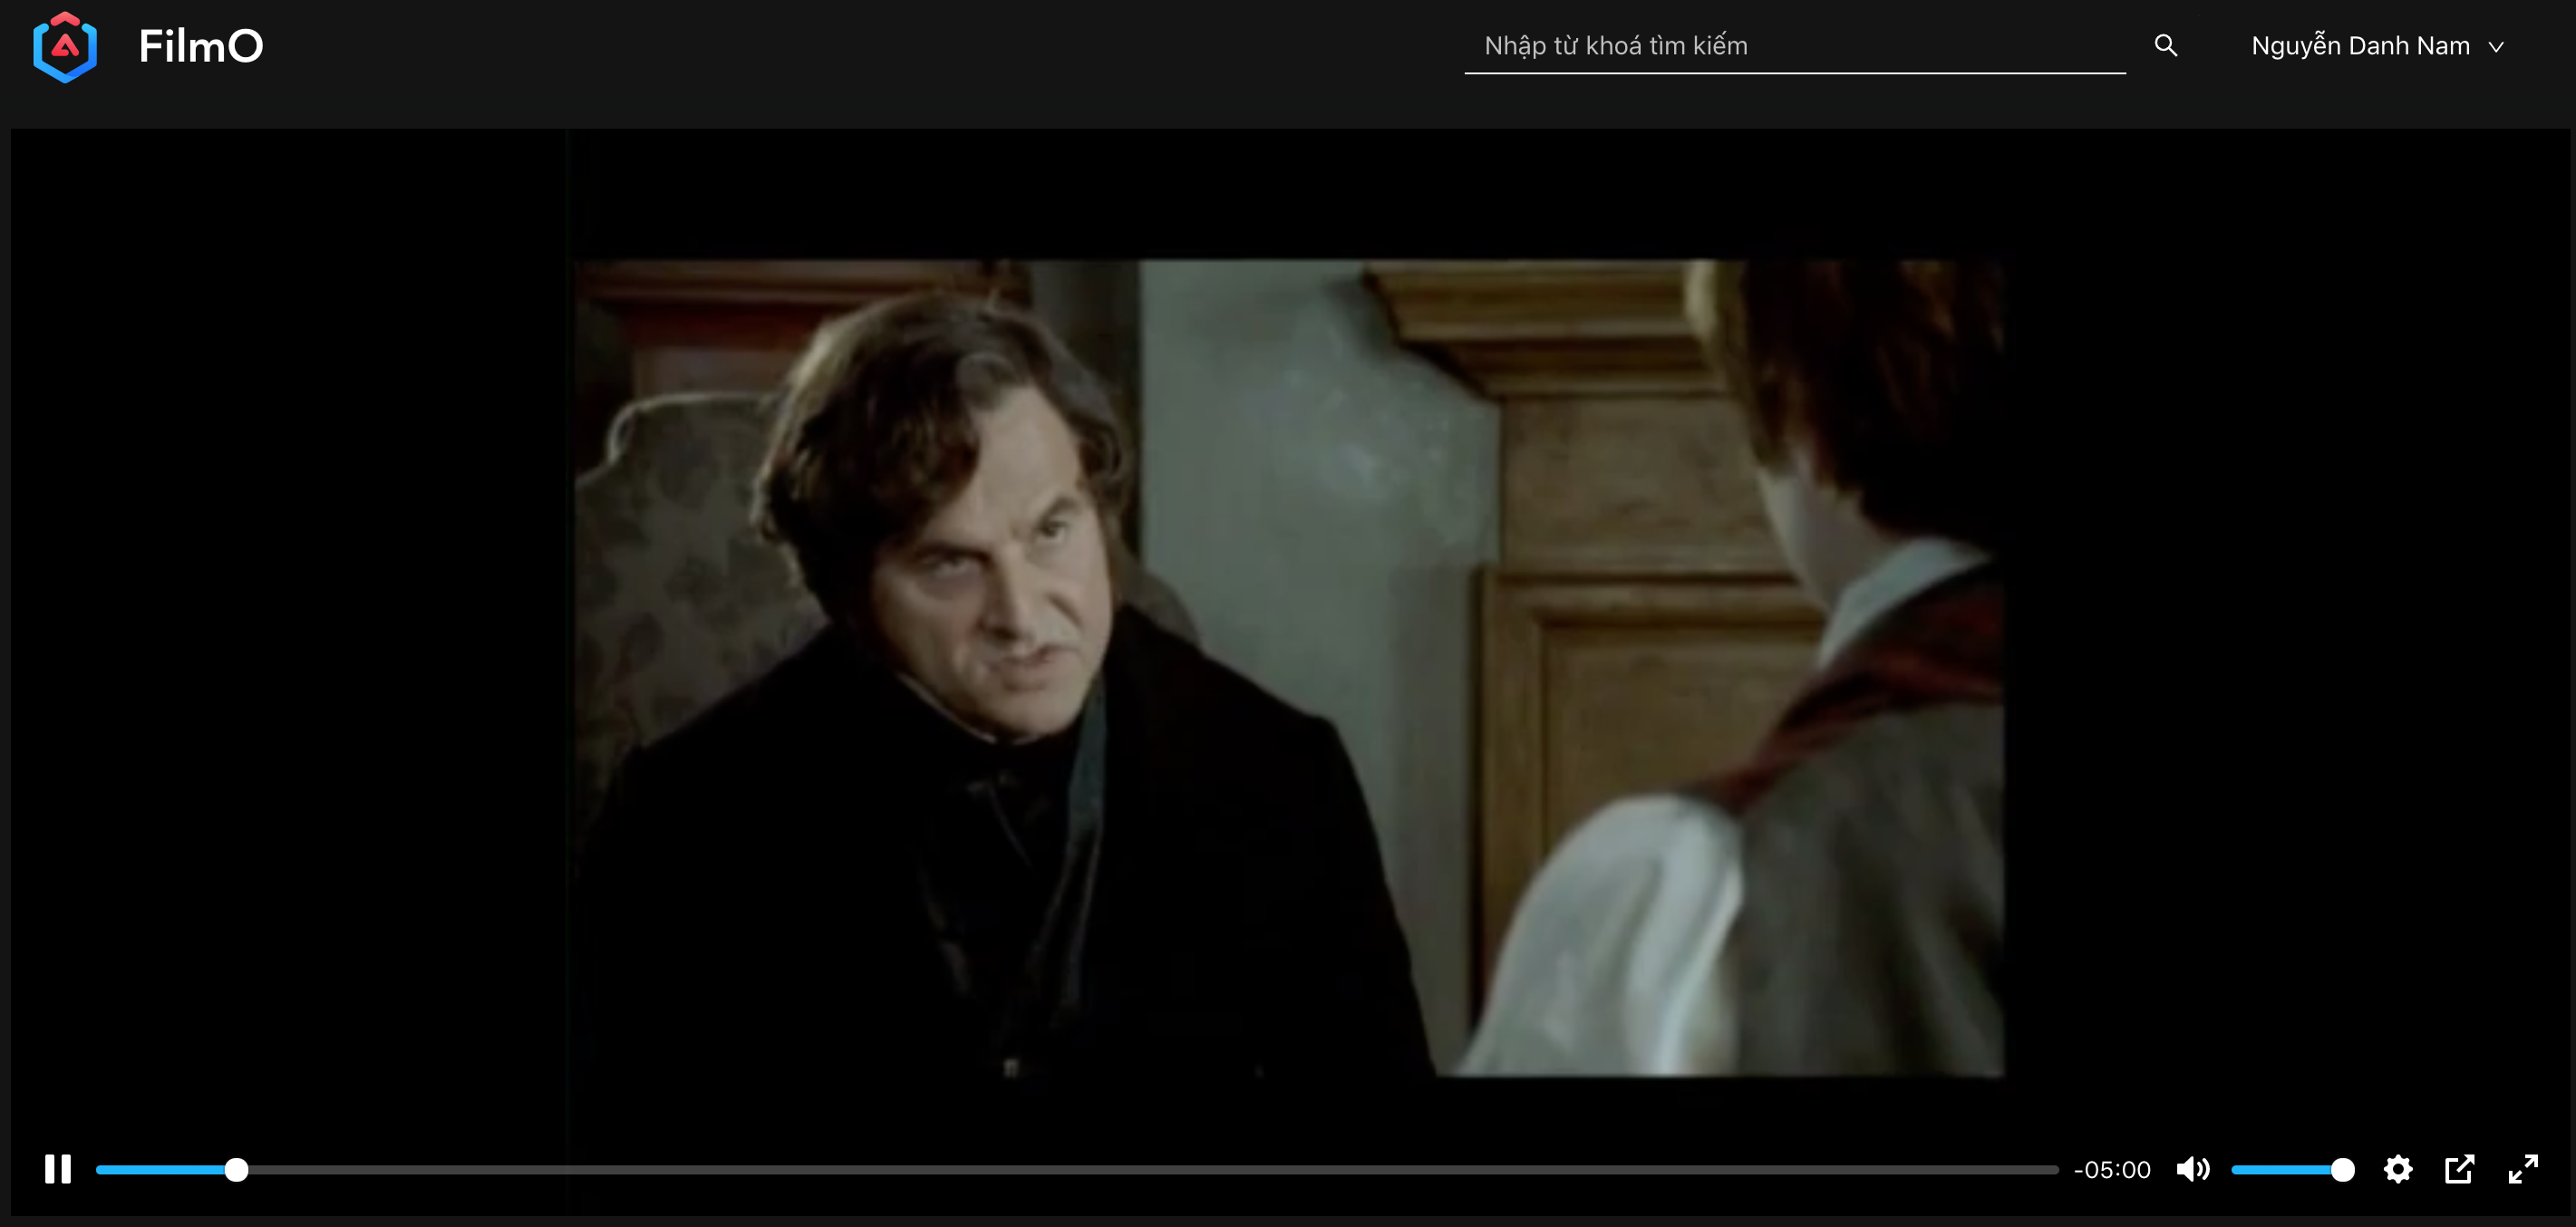 FilmO
Nhập từ khoá tìm kiếm
Nguyễn Danh Nam
-05:00